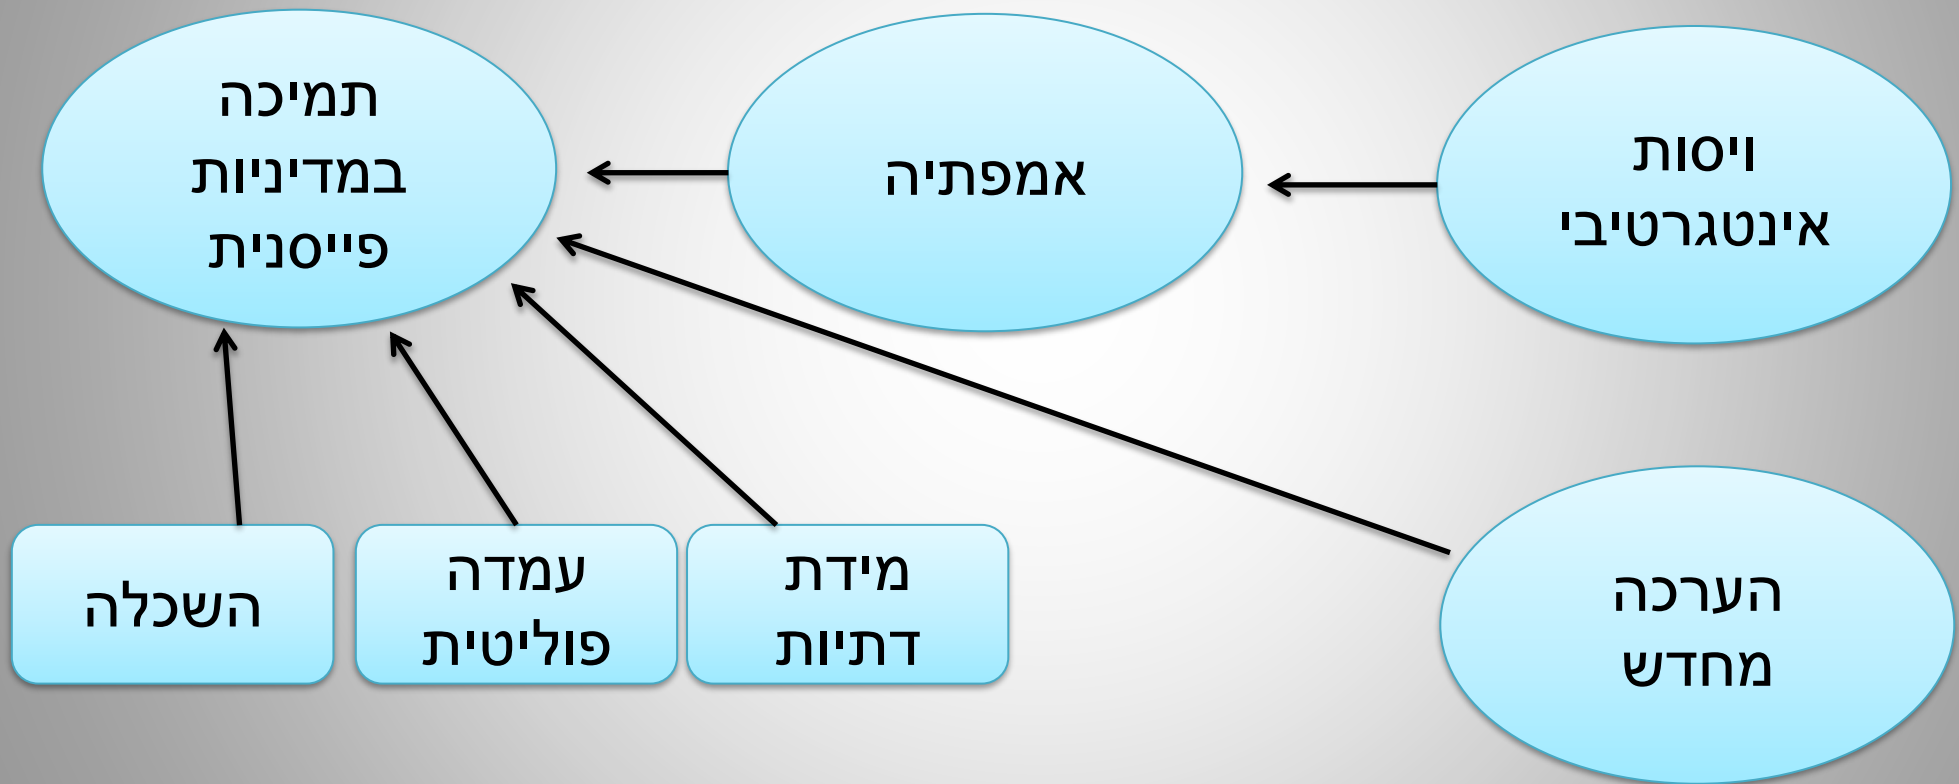 ויסות
אינטגרטיבי
אמפתיה
תמיכה
במדיניות
פייסנית
הערכה
מחדש
מידת
דתיות
עמדה
פוליטית
השכלה